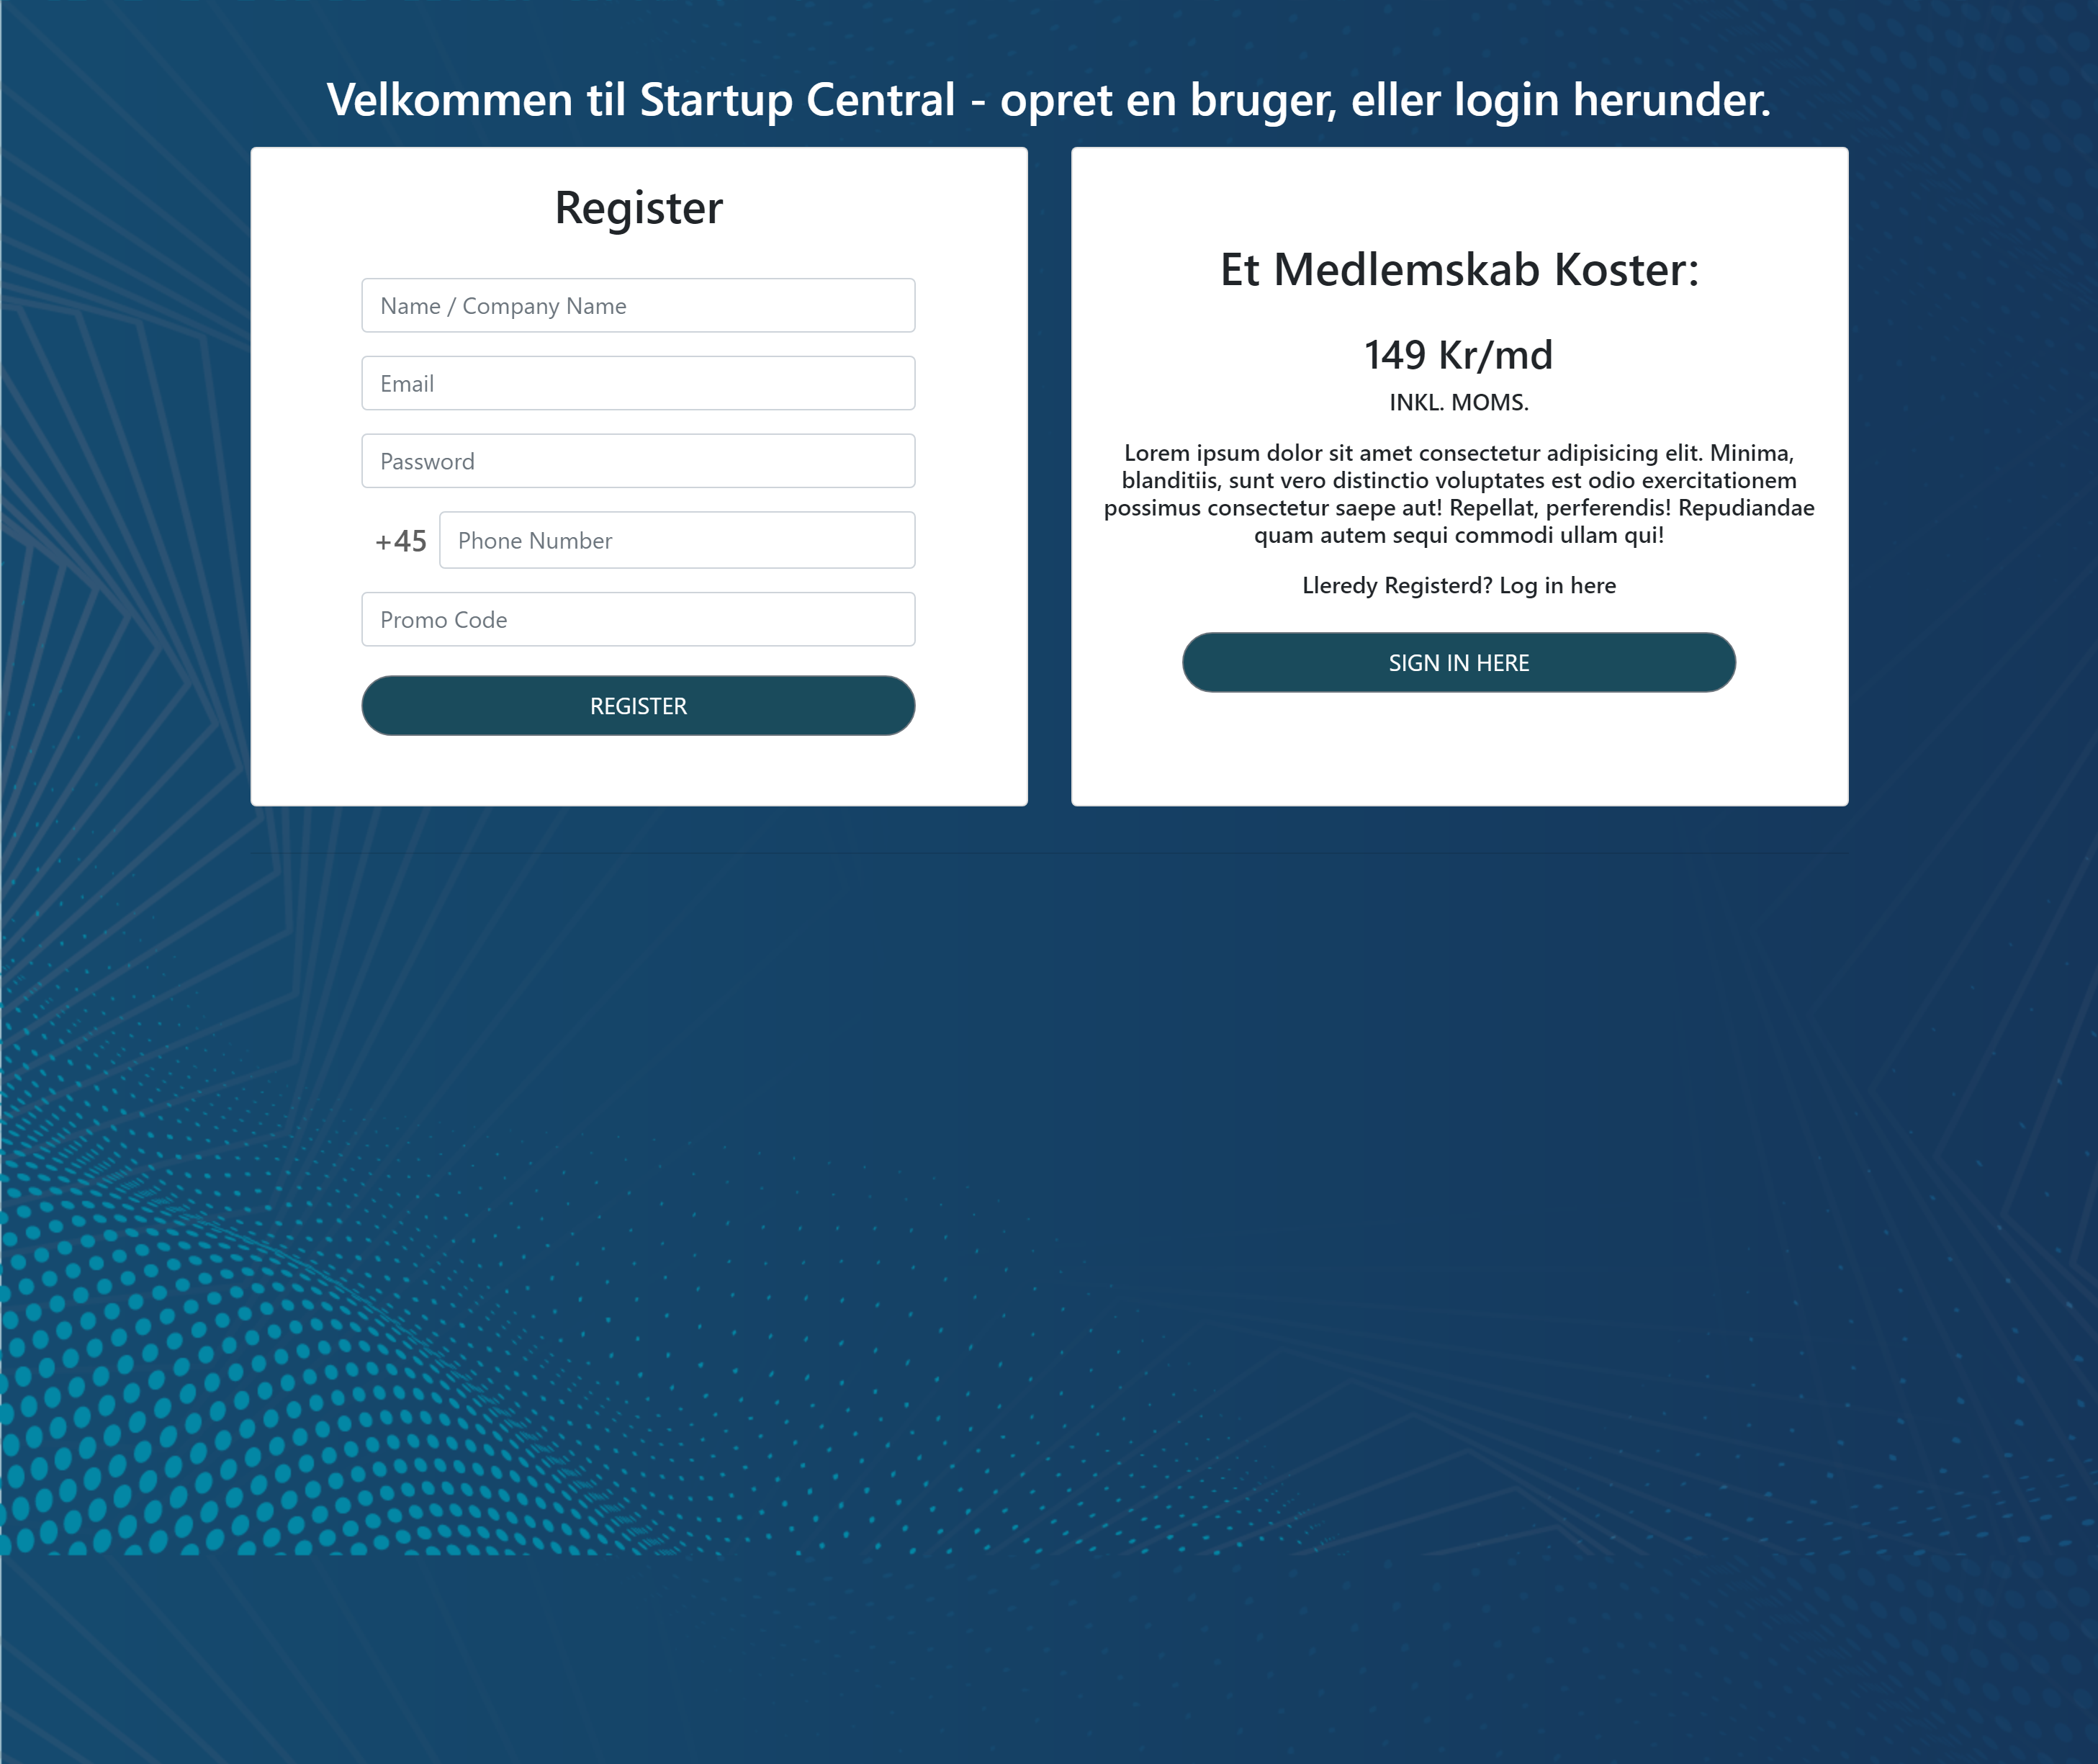 Velkommen til Startup Central - opret en bruger, eller login herunder.
Register
Name / Company Name
Email
Password
+45 Phone Number
Promo Code
REGISTER
Et Medlemskab Koster:
149 Kr/md
INKL. MOMS.
Lorem ipsum dolor sit amet consectetur adipisicing elit. Minima,
blanditiis, sunt vero distinctio voluptates est odio exercitationem
possimus consectetur saepe aut! Repellat, perferendis! Repudiandae
quam autem sequi commodi ullam qui!
Lleredy Registerd? Log in here
SIGN IN HERE